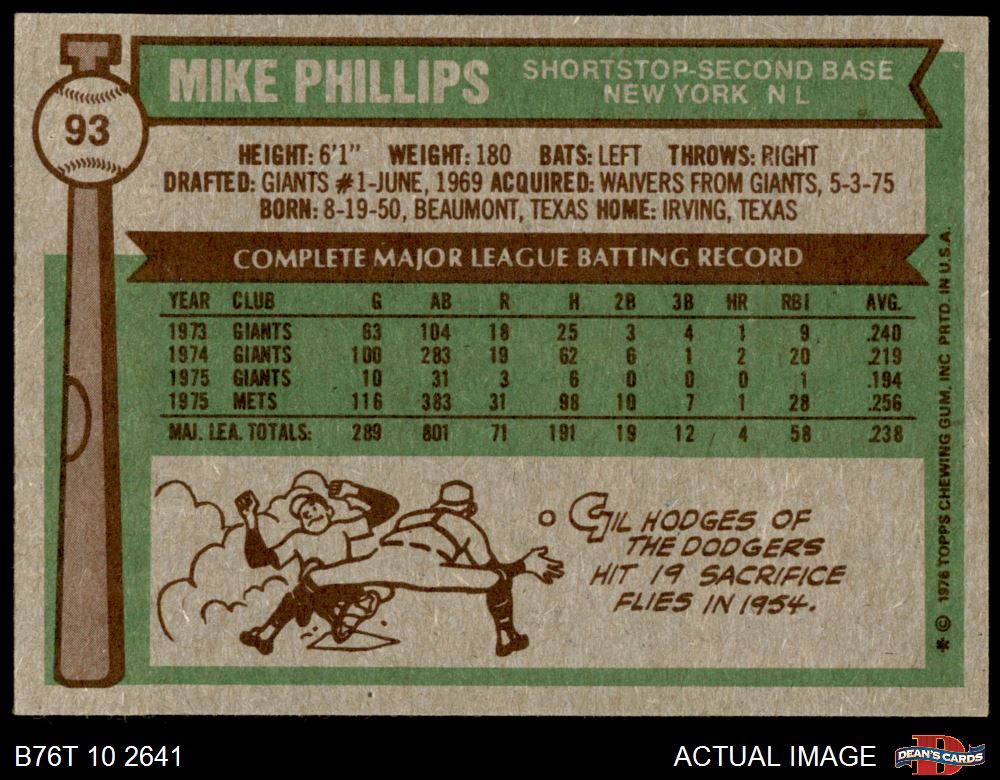 93
MIKE PHILLIPS
SHORTSTOP-SECOND BASE
NEW YORK N L
HEIGHT: 6'1" WEIGHT: 180 BATS: LEFT THROWS: RIGHT
DRAFTED: GIANTS #1-JUNE, 1969 ACQUIRED: WAIVERS FROM GIANTS, 5-3-75
BORN: 8-19-50, BEAUMONT, TEXAS HOME: IRVING, TEXAS
COMPLETE MAJOR LEAGUE BATTING RECORD
YEAR CLUB G AB R H 2B 3B HR RBI AVG.
1973 GIANTS 63 104 18 25 3 4 1 9 .240
1974 GIANTS 100 283 19 62 6 1 2 20 .219
1975 GIANTS 10 31 3 6 0 0 0 1 .194
1975 METS 116 383 31 98 10 7 1 28 .256
MAJ. LEA. TOTALS: 289 801 71 191 19 12 4 58 .238
GIL HODGES OF
THE DODGERS
HIT 19 SACRIFICE
FLIES IN 1954.
* © 1976 TOPPS CHEWING GUM, INC. PRTD. IN U.S.A.
B76T 10 2641
ACTUAL IMAGE
D
DEAN'S CARDS